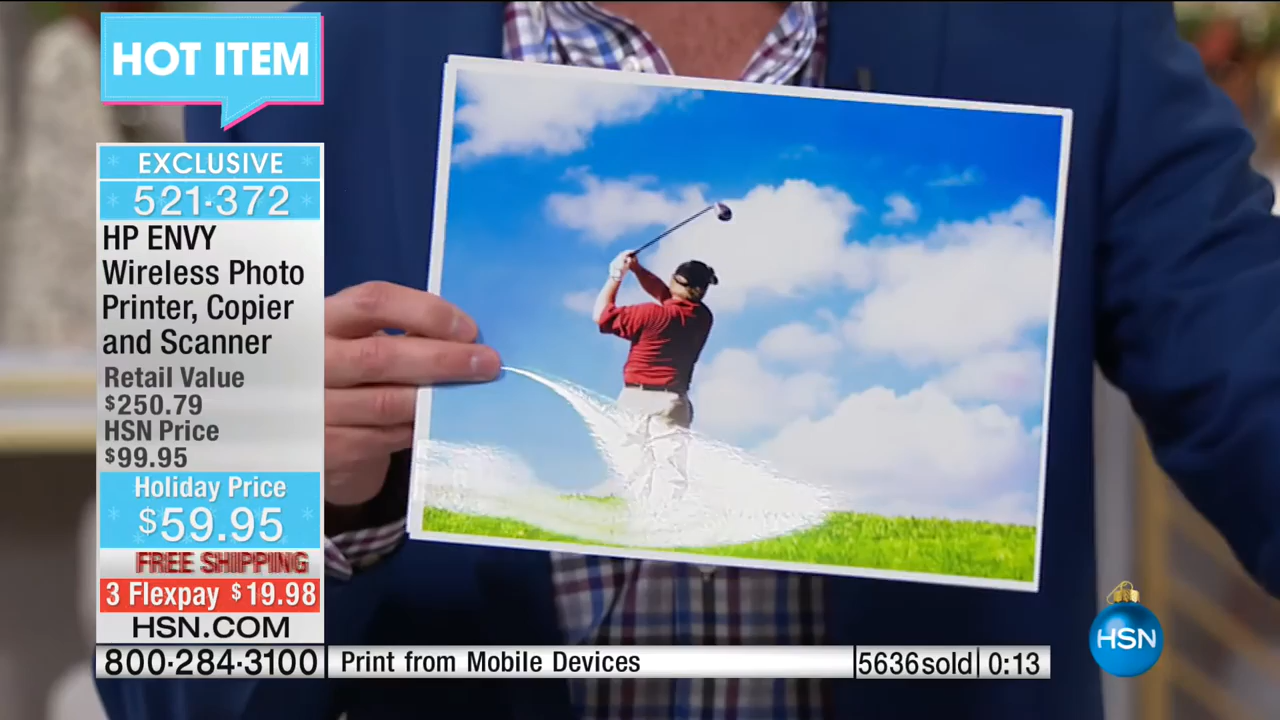 HOT ITEM
EXCLUSIVE
521·372
HP ENVY
Wireless Photo
Printer, Copier
and Scanner
Retail Value
$250.79
HSN Price
$99.95
Holiday Price
$59.95
FREE SHIPPING
3 Flexpay $19.98
HSN.COM
800·284·3100
Print from Mobile Devices
5636sold
0:13
HSN